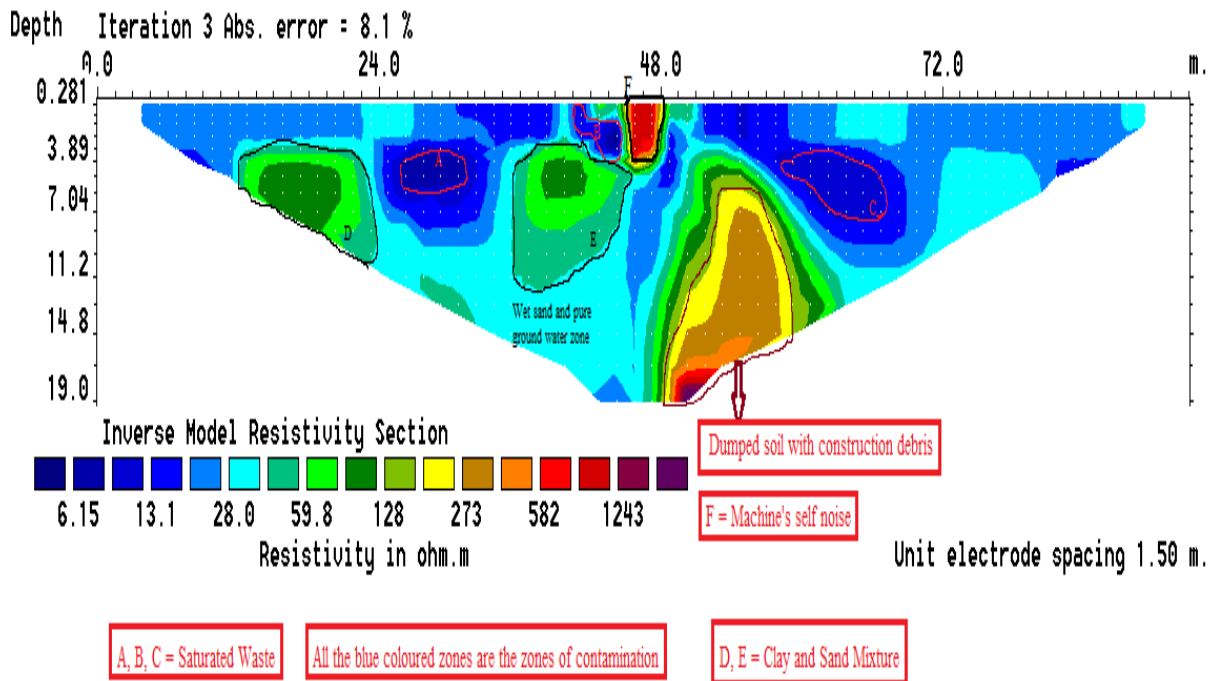 Depth Iteration 3 Abs. error = 8.1 %
0.0 24.0 48.0 72.0 m.
F
0.281
3.89
7.04
11.2
14.8
19.0
A
B
C
D
E
Wet sand and pure
ground water zone
Inverse Model Resistivity Section
6.15 13.1 28.0 59.8 128 273 582 1243
Resistivity in ohm.m
Dumped soil with construction debris
F = Machine's self noise
Unit electrode spacing 1.50 m.
A, B, C = Saturated Waste
All the blue coloured zones are the zones of contamination
D, E = Clay and Sand Mixture